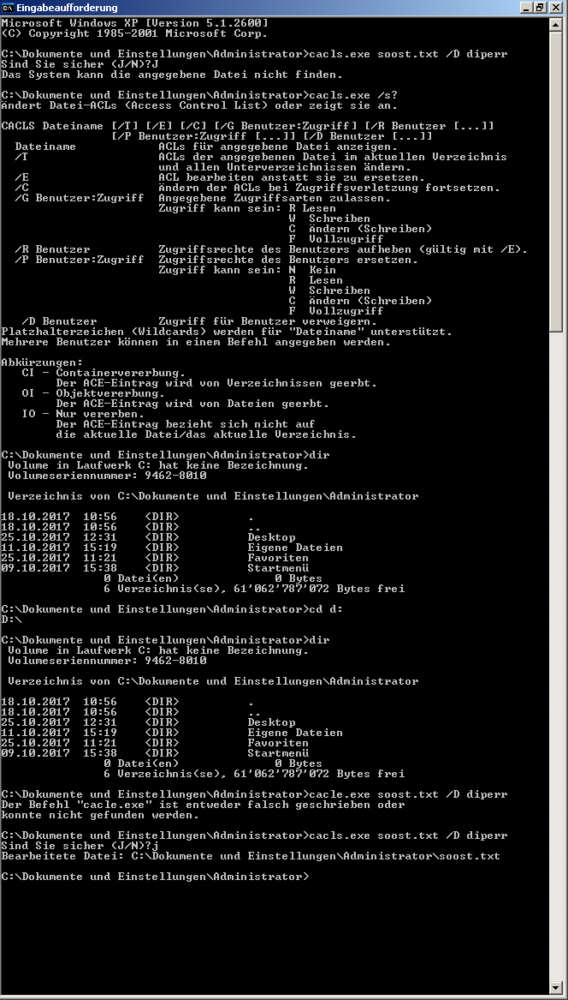 Eingabeaufforderung
Microsoft Windows XP [Version 5.1.2600]
(C) Copyright 1985-2001 Microsoft Corp.
C:\Dokumente und Einstellungen\Administrator>cacls.exe soost.txt /D diperr
Sind Sie sicher (J/N)?J
Das System kann die angegebene Datei nicht finden.
C:\Dokumente und Einstellungen\Administrator>cacls.exe /s?
ändert Datei-ACLs (Access Control List) oder zeigt sie an.
CACLS Dateiname [/T] [/E] [/C] [/G Benutzer:Zugriff] [/R Benutzer [...]]
[/P Benutzer:Zugriff [...]] [/D Benutzer [...]]
Dateiname ACLs für angegebene Datei anzeigen.
/T ACLs der angegebenen Datei im aktuellen Verzeichnis
und allen Unterverzeichnissen ändern.
/E ACL bearbeiten anstatt sie zu ersetzen.
/C ändern der ACLs bei Zugriffsverletzung fortsetzen.
/G Benutzer:Zugriff Angegebene Zugriffsarten zulassen.
Zugriff kann sein: R Lesen
W Schreiben
C Ändern (Schreiben)
F Vollzugriff
/R Benutzer Zugriffsrechte des Benutzers aufheben (gültig mit /E).
/P Benutzer:Zugriff Zugriffsrechte des Benutzers ersetzen.
Zugriff kann sein: N Kein
R Lesen
W Schreiben
C Ändern (Schreiben)
F Vollzugriff
/D Benutzer Zugriff für Benutzer verweigern.
Platzhalterzeichen (Wildcards) werden für "Dateiname" unterstützt.
Mehrere Benutzer können in einem Befehl angegeben werden.
Abkürzungen:
CI - Containervererbung.
Der ACE-Eintrag wird von Verzeichnissen geerbt.
OI - Objektvererbung.
Der ACE-Eintrag wird von Dateien geerbt.
IO - Nur vererben.
Der ACE-Eintrag bezieht sich nicht auf
die aktuelle Datei/das aktuelle Verzeichnis.
C:\Dokumente und Einstellungen\Administrator>dir
Volume in Laufwerk C: hat keine Bezeichnung.
Volumeseriennummer: 9462-8010
Verzeichnis von C:\Dokumente und Einstellungen\Administrator
18.10.2017 10:56 <DIR> .
18.10.2017 10:56 <DIR> ..
25.10.2017 12:31 <DIR> Desktop
11.10.2017 15:19 <DIR> Eigene Dateien
25.10.2017 11:21 <DIR> Favoriten
09.10.2017 15:38 <DIR> Startmenü
0 Datei(en) 0 Bytes
6 Verzeichnis(se), 61'062'787'072 Bytes frei
C:\Dokumente und Einstellungen\Administrator>cd d:
D:\
C:\Dokumente und Einstellungen\Administrator>dir
Volume in Laufwerk C: hat keine Bezeichnung.
Volumeseriennummer: 9462-8010
Verzeichnis von C:\Dokumente und Einstellungen\Administrator
18.10.2017 10:56 <DIR> .
18.10.2017 10:56 <DIR> ..
25.10.2017 12:31 <DIR> Desktop
11.10.2017 15:19 <DIR> Eigene Dateien
25.10.2017 11:21 <DIR> Favoriten
09.10.2017 15:38 <DIR> Startmenü
0 Datei(en) 0 Bytes
6 Verzeichnis(se), 61'062'787'072 Bytes frei
C:\Dokumente und Einstellungen\Administrator>cacle.exe soost.txt /D diperr
Der Befehl "cacle.exe" ist entweder falsch geschrieben oder
konnte nicht gefunden werden.
C:\Dokumente und Einstellungen\Administrator>cacls.exe soost.txt /D diperr
Sind Sie sicher (J/N)?j
Bearbeitete Datei: C:\Dokumente und Einstellungen\Administrator\soost.txt
C:\Dokumente und Einstellungen\Administrator>